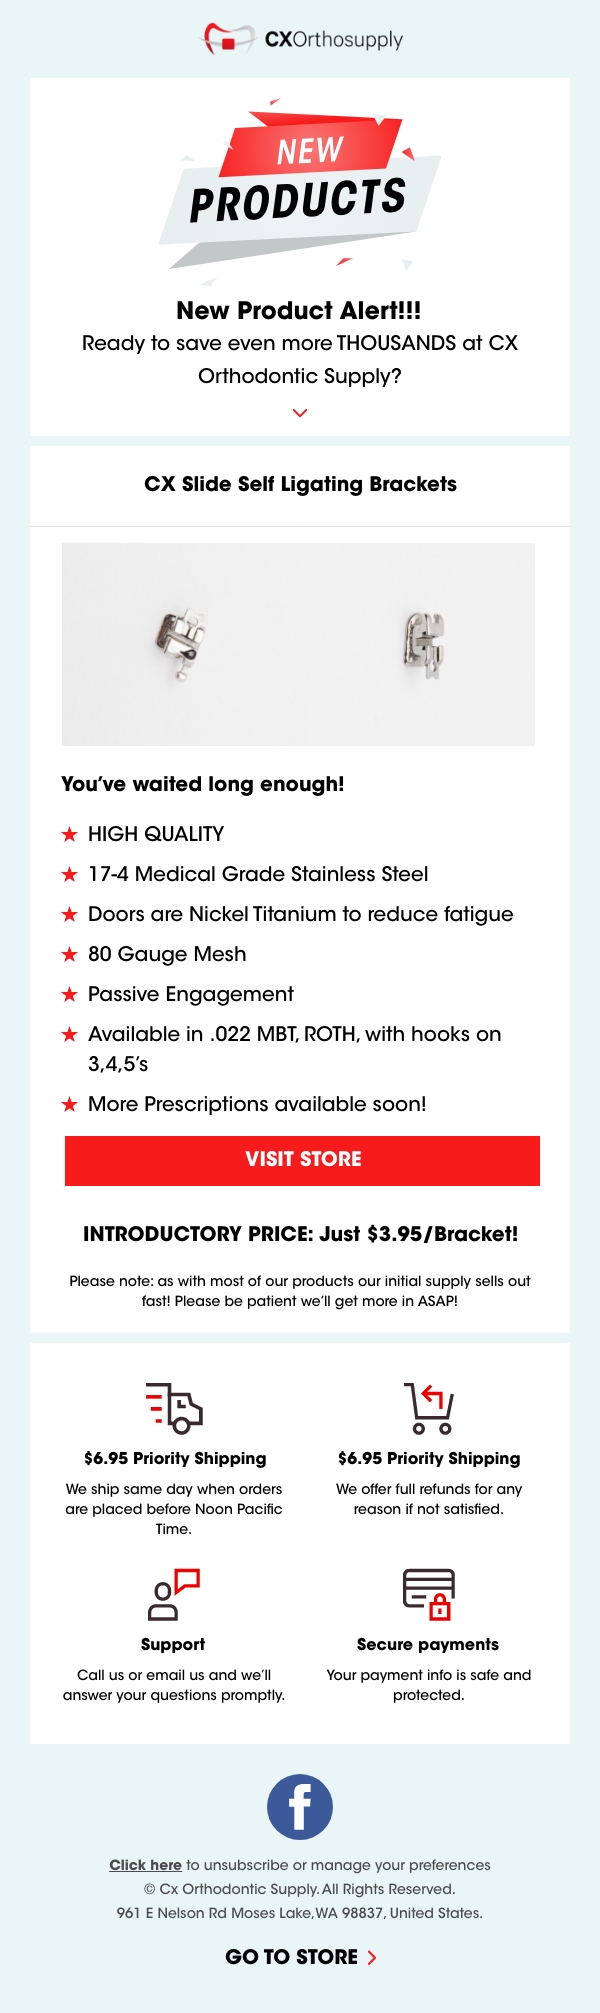 CXOrthosupply
NEW
PRODUCTS
New Product Alert!!!
Ready to save even more THOUSANDS at CX
Orthodontic Supply?
CX Slide Self Ligating Brackets
You've waited long enough!
HIGH QUALITY
17-4 Medical Grade Stainless Steel
Doors are Nickel Titanium to reduce fatigue
80 Gauge Mesh
Passive Engagement
Available in .022 MBT, ROTH, with hooks on
3,4,5's
More Prescriptions available soon!
VISIT STORE
INTRODUCTORY PRICE: Just $3.95/Bracket!
Please note: as with most of our products our initial supply sells out
fast! Please be patient we'll get more in ASAP!
$6.95 Priority Shipping
We ship same day when orders
are placed before Noon Pacific
Time.
$6.95 Priority Shipping
We offer full refunds for any
reason if not satisfied.
Support
Call us or email us and we'll
answer your questions promptly.
Secure payments
Your payment info is safe and
protected.
Click here to unsubscribe or manage your preferences
© Cx Orthodontic Supply. All Rights Reserved.
961 E Nelson Rd Moses Lake, WA 98837, United States.
GO TO STORE